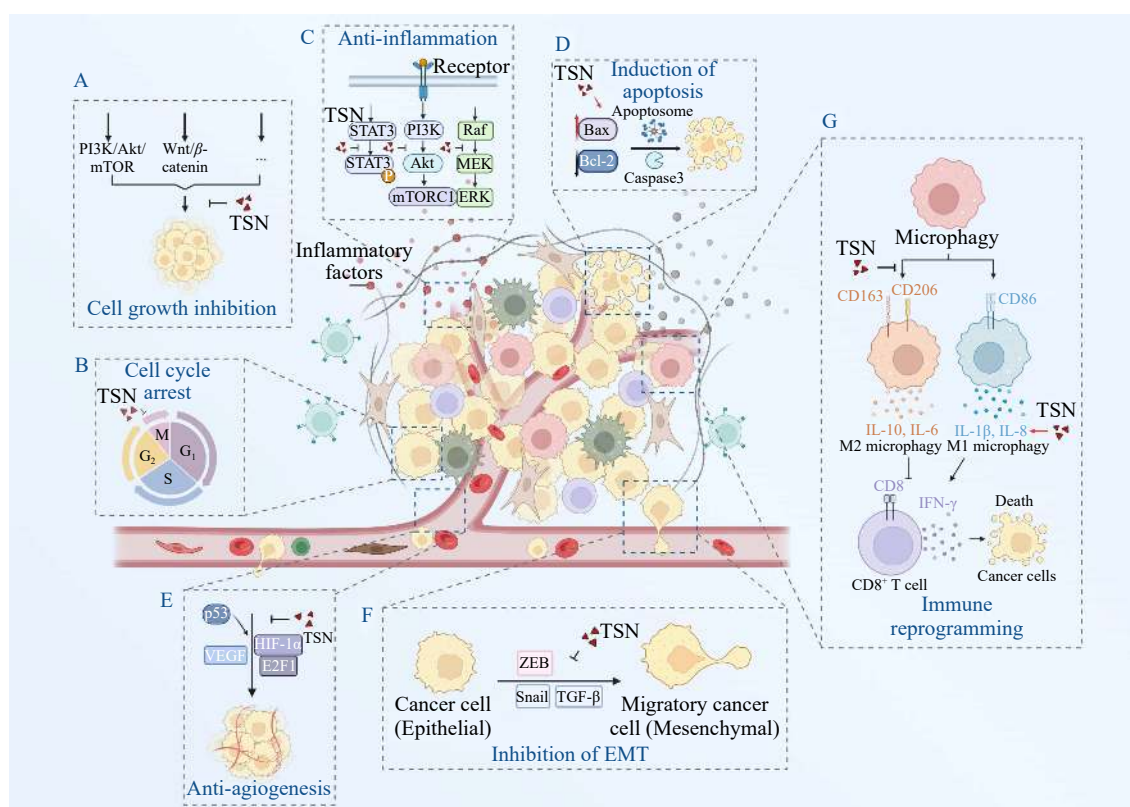 A
PI3K/Akt/
mTOR
Wnt/β-
catenin
...
TSN
Cell growth inhibition
B
Cell cycle
arrest
TSN
M
G₁
G₂
S
C
Anti-inflammation
Receptor
TSN
STAT3
PI3K
Raf
STAT3
P
Akt
MEK
mTORC1
ERK
Inflammatory
factors
D
TSN
Induction of
apoptosis
Apoptosome
Bax
Bcl-2
Caspase3
E
p53
VEGF
HIF-1α
E2F1
TSN
Anti-agiogenesis
F
TSN
ZEB
Snail
TGF-β
Cancer cell
(Epithelial)
Migratory cancer
cell (Mesenchymal)
Inhibition of EMT
G
Microphagy
TSN
CD163
CD206
CD86
TSN
IL-10, IL-6
IL-1β, IL-8
M2 microphagy
M1 microphagy
CD8
IFN-γ
Death
CD8⁺ T cell
Cancer cells
Immune
reprogramming